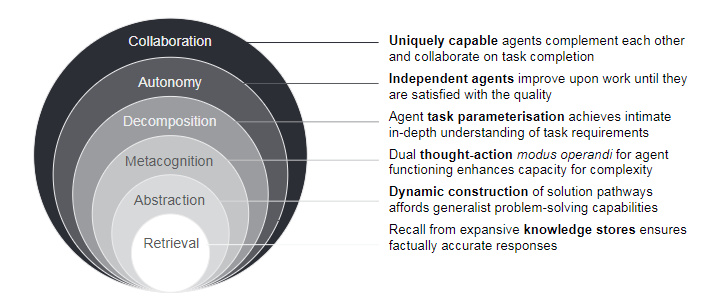 Collaboration
Uniquely capable agents complement each other
and collaborate on task completion
Autonomy
Independent agents improve upon work until they
are satisfied with the quality
Decomposition
Agent task parameterisation achieves intimate
in-depth understanding of task requirements
Metacognition
Dual thought-action modus operandi for agent
functioning enhances capacity for complexity
Abstraction
Dynamic construction of solution pathways
affords generalist problem-solving capabilities
Retrieval
Recall from expansive knowledge stores ensures
factually accurate responses